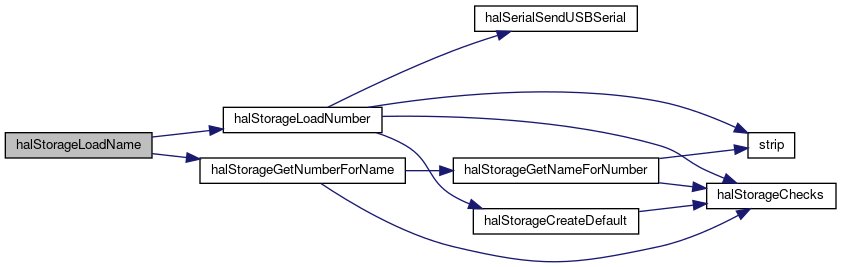 halStorageLoadName
halStorageLoadNumber
halStorageGetNumberForName
halSerialSendUSBSerial
halStorageGetNameForNumber
halStorageCreateDefault
strip
halStorageChecks